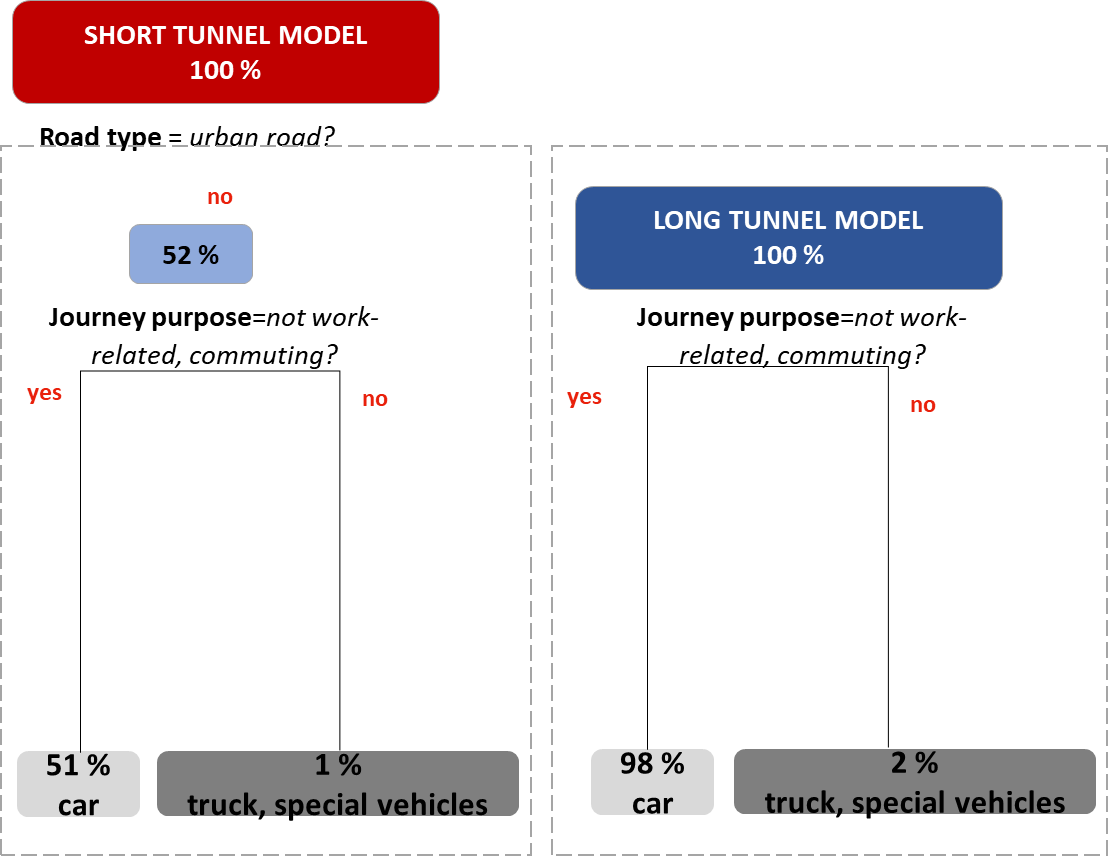 SHORT TUNNEL MODEL
100 %
Road type = urban road?
no
52 %
Journey purpose=not work-
related, commuting?
yes
no
51 %
car
1 %
truck, special vehicles
LONG TUNNEL MODEL
100 %
Journey purpose=not work-
related, commuting?
yes
no
98 %
car
2 %
truck, special vehicles